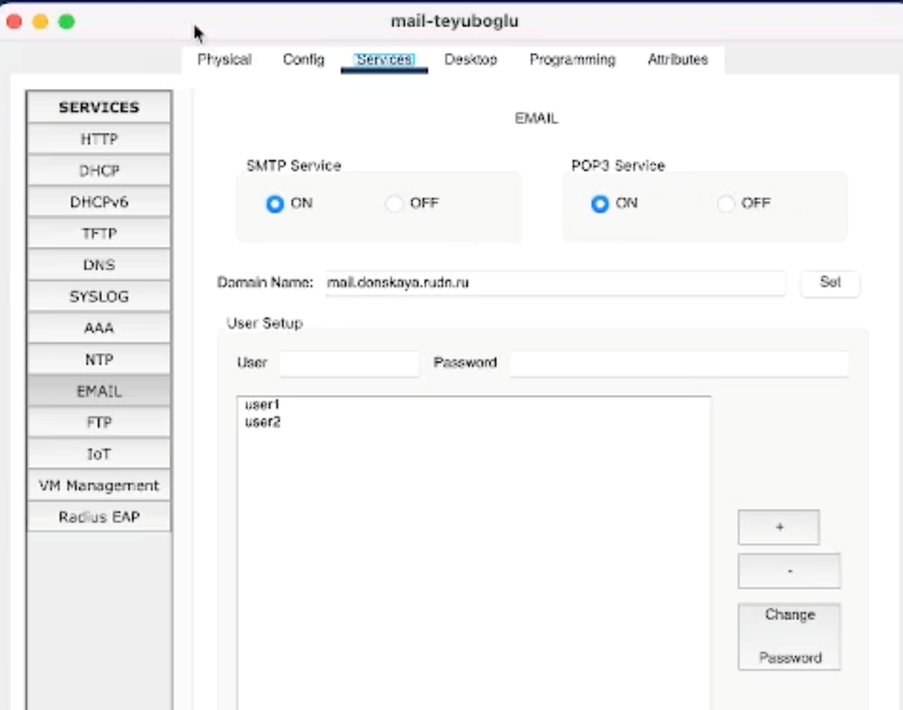 mail-teyuboglu
Physical Config Services Desktop Programming Attributes
SERVICES
HTTP
DHCP
DHCPv6
TFTP
DNS
SYSLOG
AAA
NTP
EMAIL
FTP
IoT
VM Management
Radius EAP
EMAIL
SMTP Service
ON OFF
POP3 Service
ON OFF
Domain Name: mail.donskaya.rudn.ru Set
User Setup
User Password
user1
user2
+
-
Change
Password